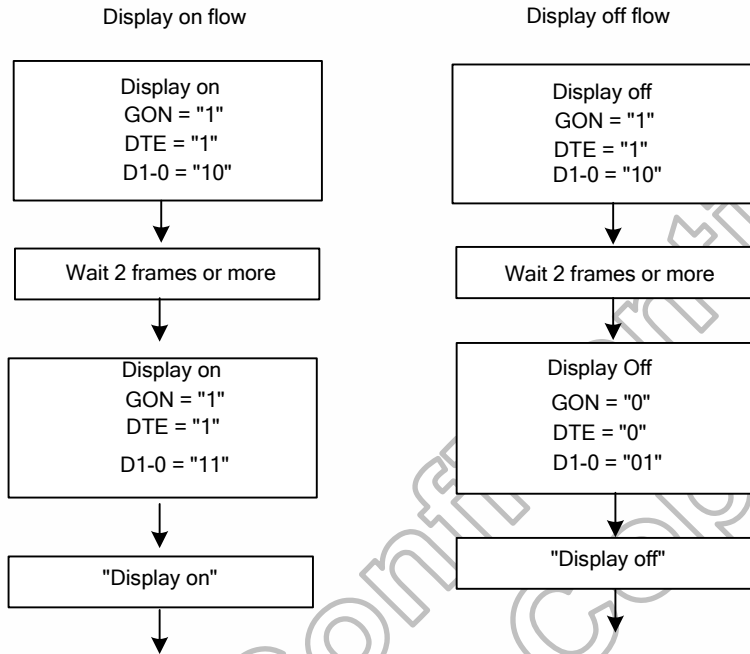 Display on flow
Display on
GON = "1"
DTE = "1"
D1-0 = "10"
Wait 2 frames or more
Display on
GON = "1"
DTE = "1"
D1-0 = "11"
"Display on"
Display off flow
Display off
GON = "1"
DTE = "1"
D1-0 = "10"
Wait 2 frames or more
Display Off
GON = "0"
DTE = "0"
D1-0 = "01"
"Display off"